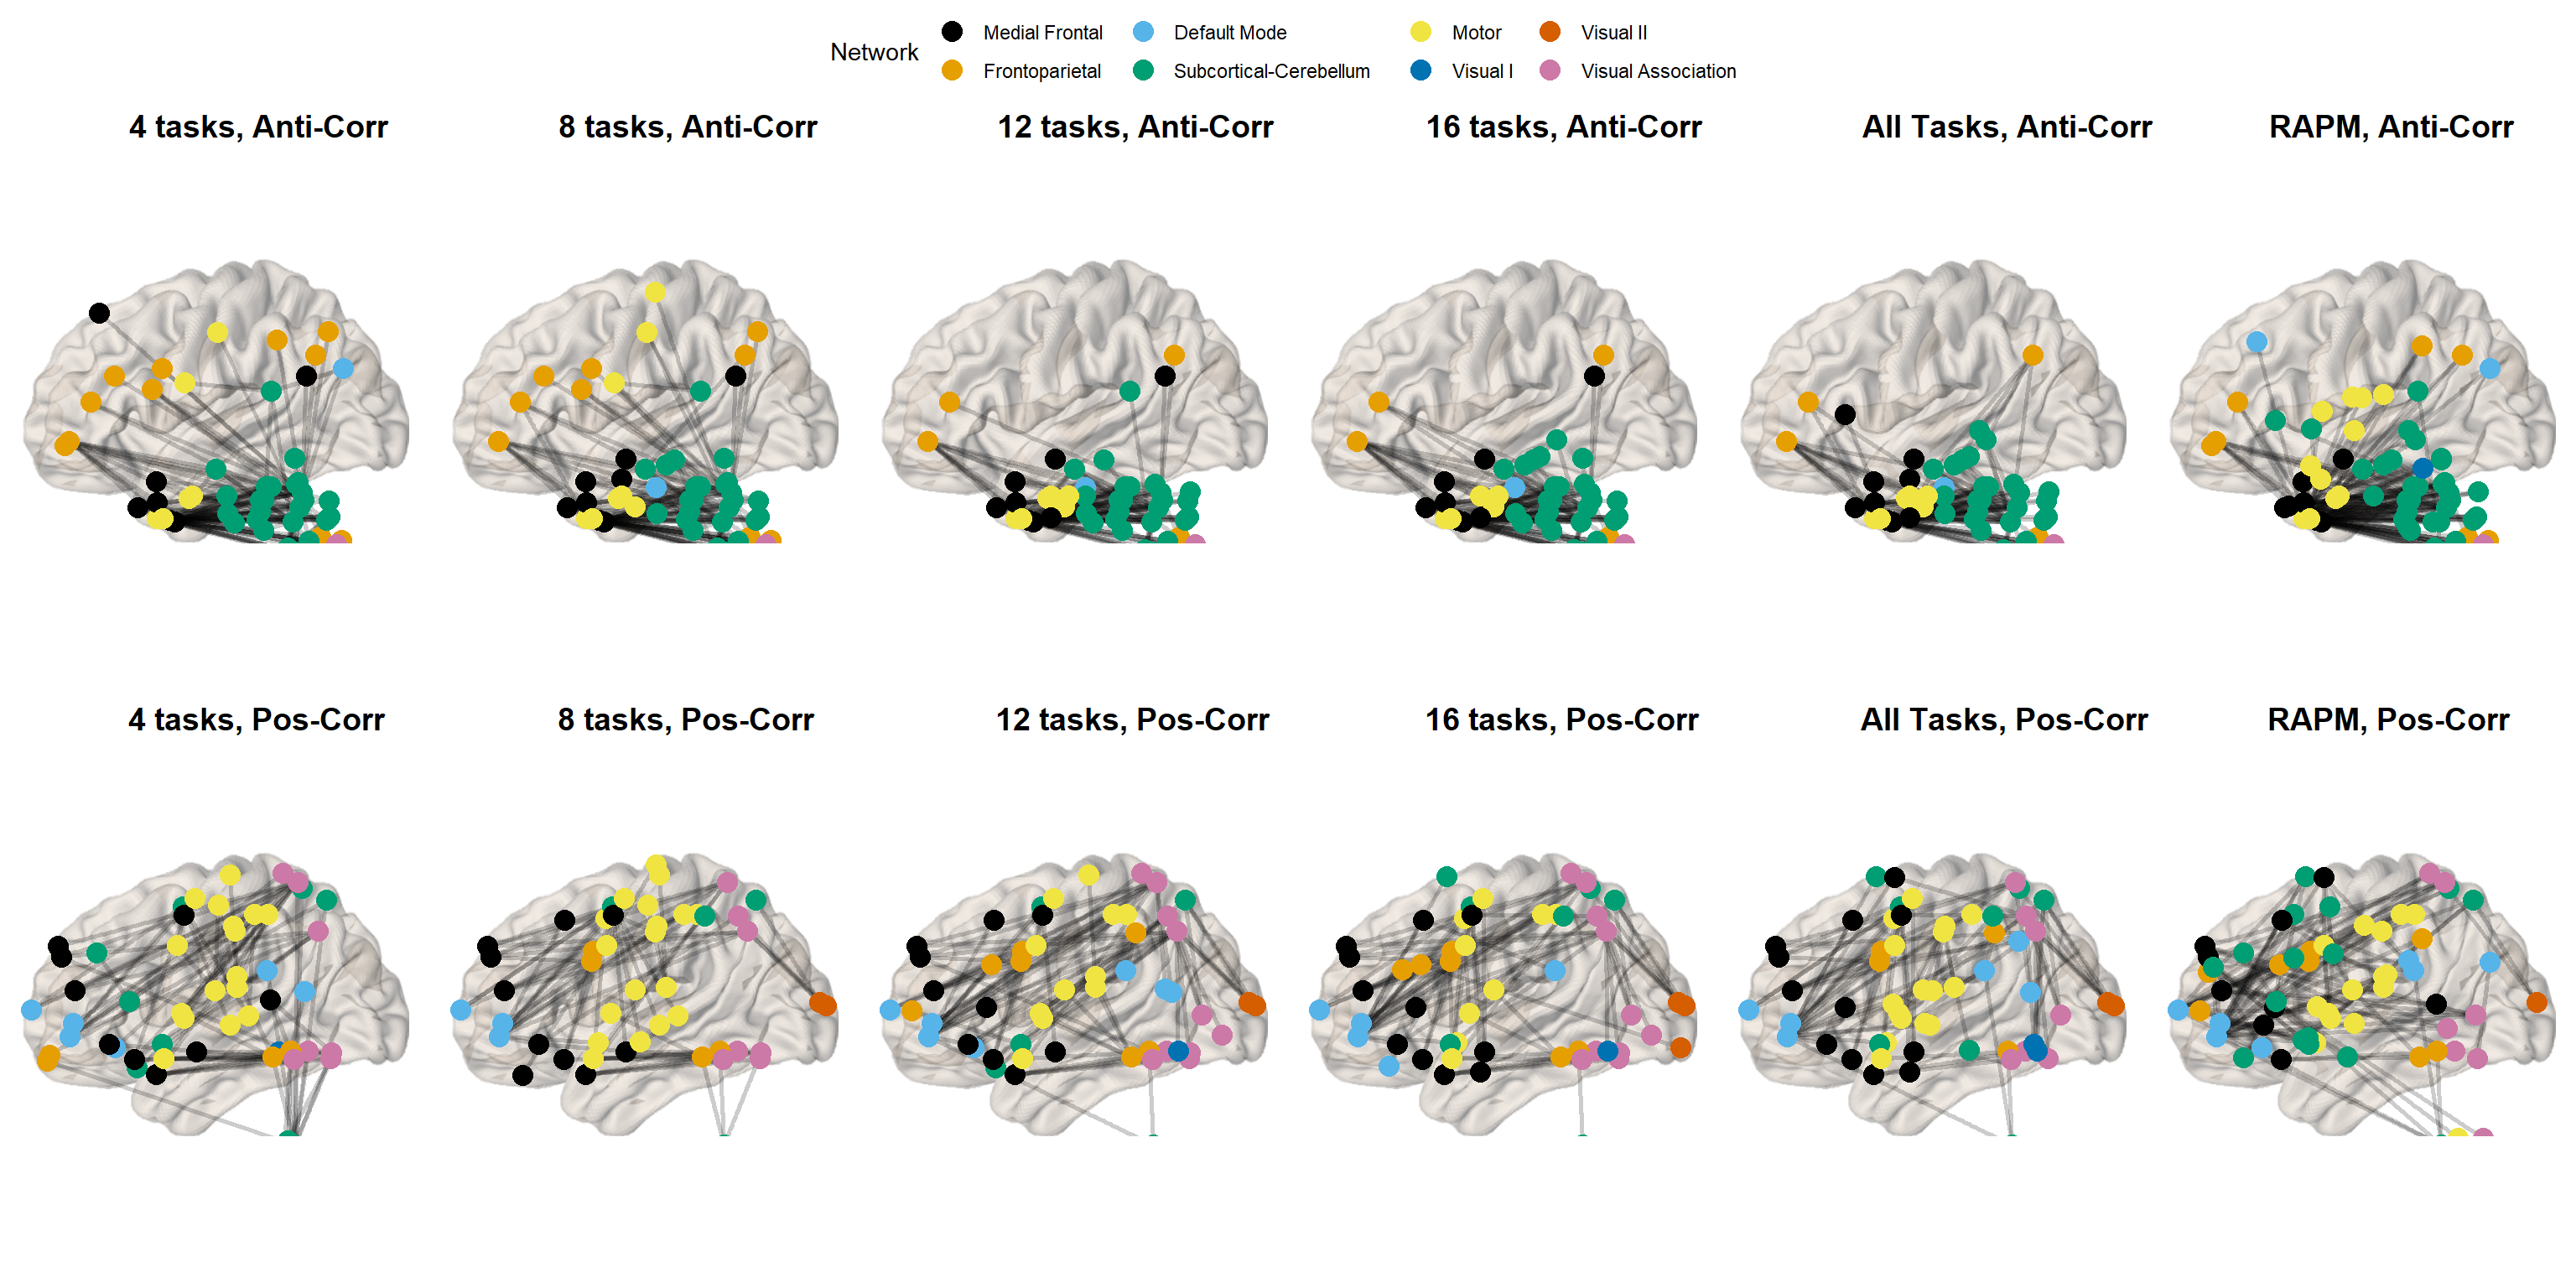 Network
Medial Frontal
Default Mode
Motor
Visual II
Frontoparietal
Subcortical-Cerebellum
Visual I
Visual Association
4 tasks, Anti-Corr
8 tasks, Anti-Corr
12 tasks, Anti-Corr
16 tasks, Anti-Corr
All Tasks, Anti-Corr
RAPM, Anti-Corr
4 tasks, Pos-Corr
8 tasks, Pos-Corr
12 tasks, Pos-Corr
16 tasks, Pos-Corr
All Tasks, Pos-Corr
RAPM, Pos-Corr